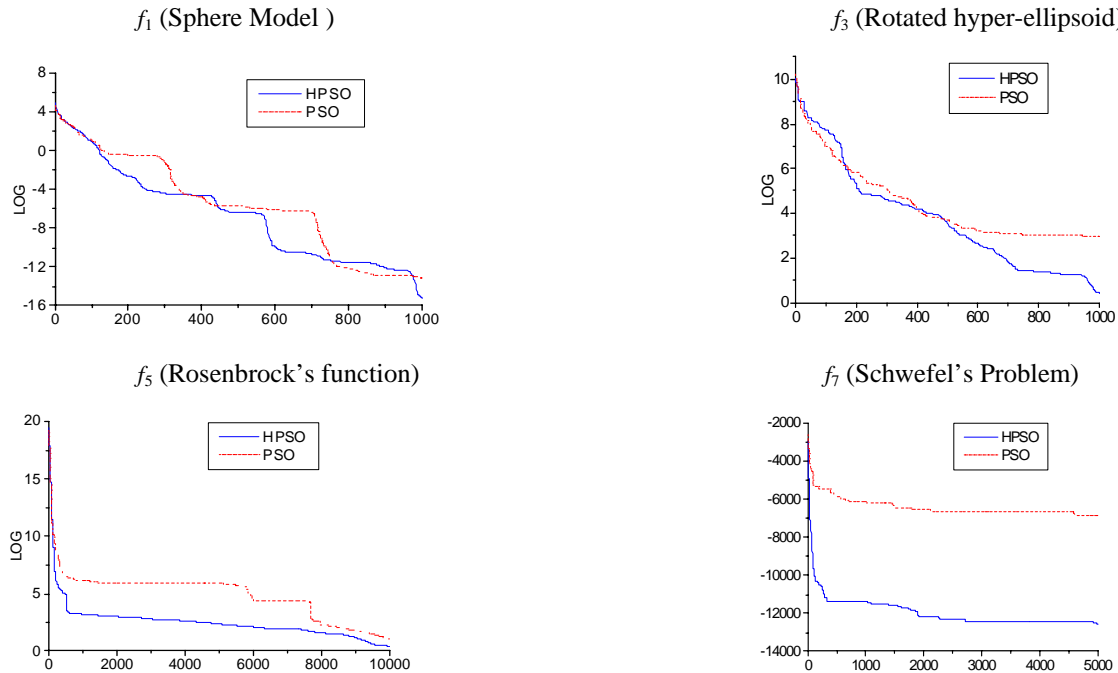 f1 (Sphere Model )
8
4
0
-4
-8
-12
-16
LOG
HPSO
PSO
0 200 400 600 800 1000
f3 (Rotated hyper-ellipsoid)
10
8
6
4
2
0
LOG
HPSO
PSO
0 200 400 600 800 1000
f5 (Rosenbrock’s function)
20
15
10
5
0
LOG
HPSO
PSO
0 2000 4000 6000 8000 10000
f7 (Schwefel’s Problem)
-2000
-4000
-6000
-8000
-10000
-12000
-14000
HPSO
PSO
0 1000 2000 3000 4000 5000